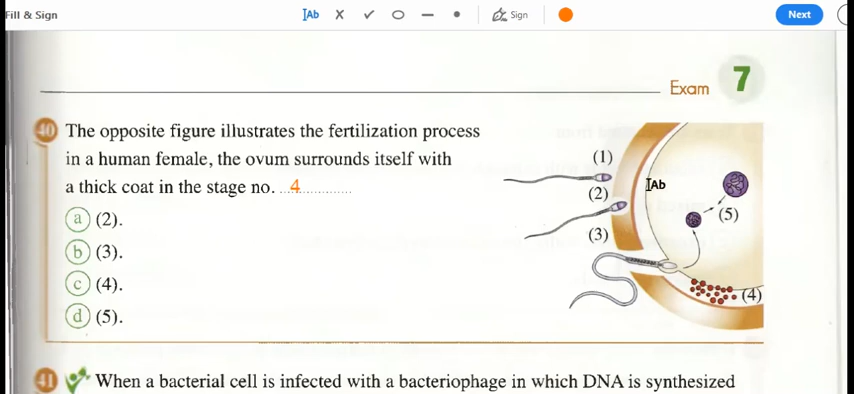 Fill & Sign
IAb
Sign
Next
Exam 7
40 The opposite figure illustrates the fertilization process
in a human female, the ovum surrounds itself with
a thick coat in the stage no. ...4...............
a (2).
b (3).
c (4).
d (5).
(1)
(2)
(3)
IAb
(5)
(4)
41 When a bacterial cell is infected with a bacteriophage in which DNA is synthesized